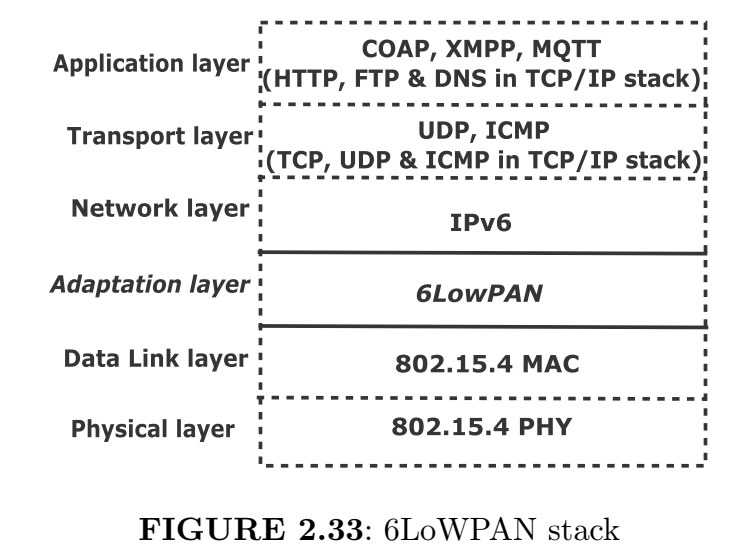 Application layer
COAP, XMPP, MQTT
(HTTP, FTP & DNS in TCP/IP stack)
Transport layer
UDP, ICMP
(TCP, UDP & ICMP in TCP/IP stack)
Network layer
IPv6
Adaptation layer
6LowPAN
Data Link layer
802.15.4 MAC
Physical layer
802.15.4 PHY
FIGURE 2.33: 6LoWPAN stack